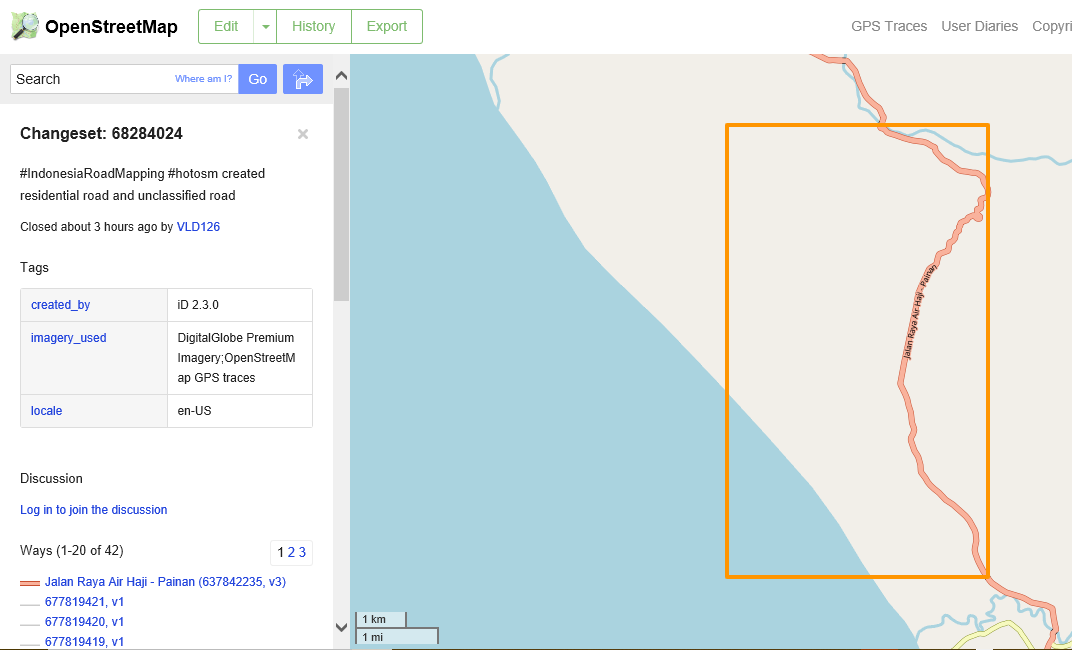 OpenStreetMap
Edit
History
Export
GPS Traces
User Diaries
Copyri
Search
Where am I?
Go
Changeset: 68284024
×
#IndonesiaRoadMapping #hotosm created
residential road and unclassified road
Closed about 3 hours ago by VLD126
Tags
created_by
iD 2.3.0
imagery_used
DigitalGlobe Premium
Imagery;OpenStreetM
ap GPS traces
locale
en-US
Discussion
Log in to join the discussion
Ways (1-20 of 42)
1 2 3
Jalan Raya Air Haji - Painan (637842235, v3)
677819421, v1
677819420, v1
677819419, v1
Jalan Raya Air Haji - Painan
1 km
1 mi